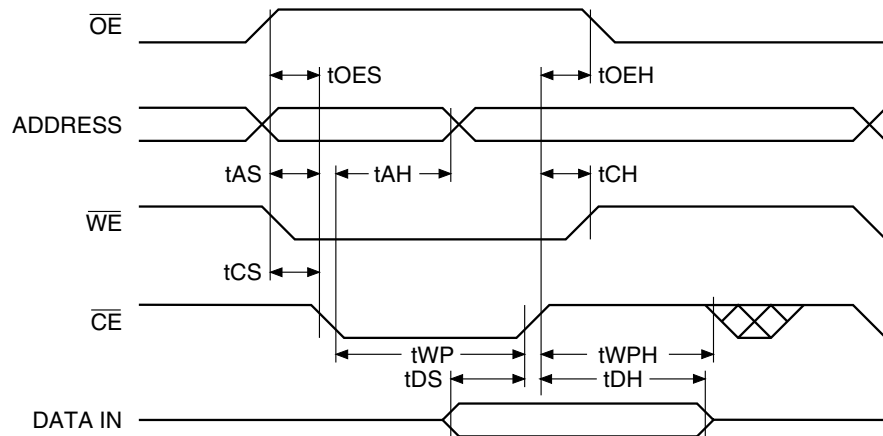 OE
tOES tOEH
ADDRESS
tAS tAH tCH
WE
tCS
CE
tWP tWPH
tDS tDH
DATA IN